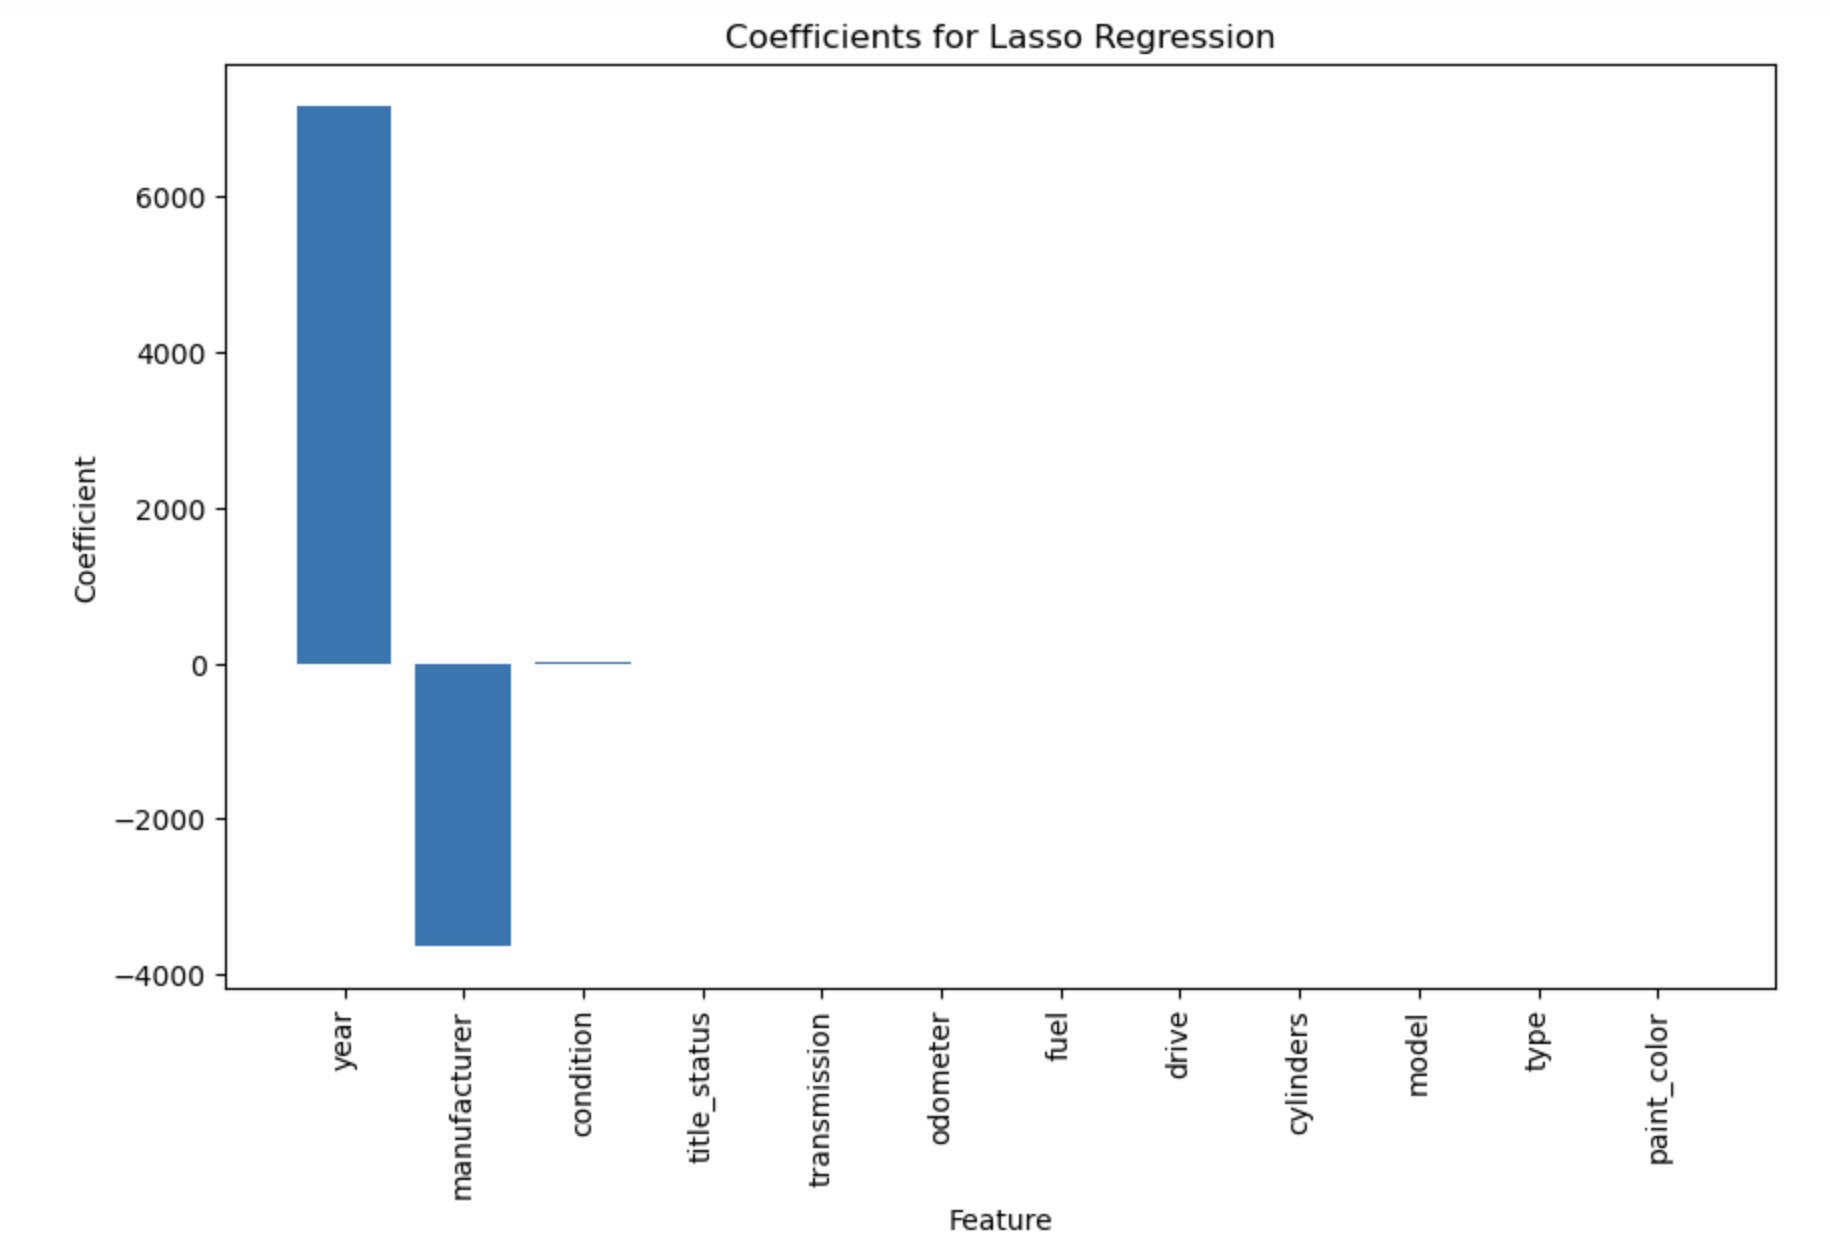 Coefficients for Lasso Regression
Coefficient
6000
4000
2000
0
−2000
−4000
year
manufacturer
condition
title_status
transmission
odometer
fuel
drive
cylinders
model
type
paint_color
Feature